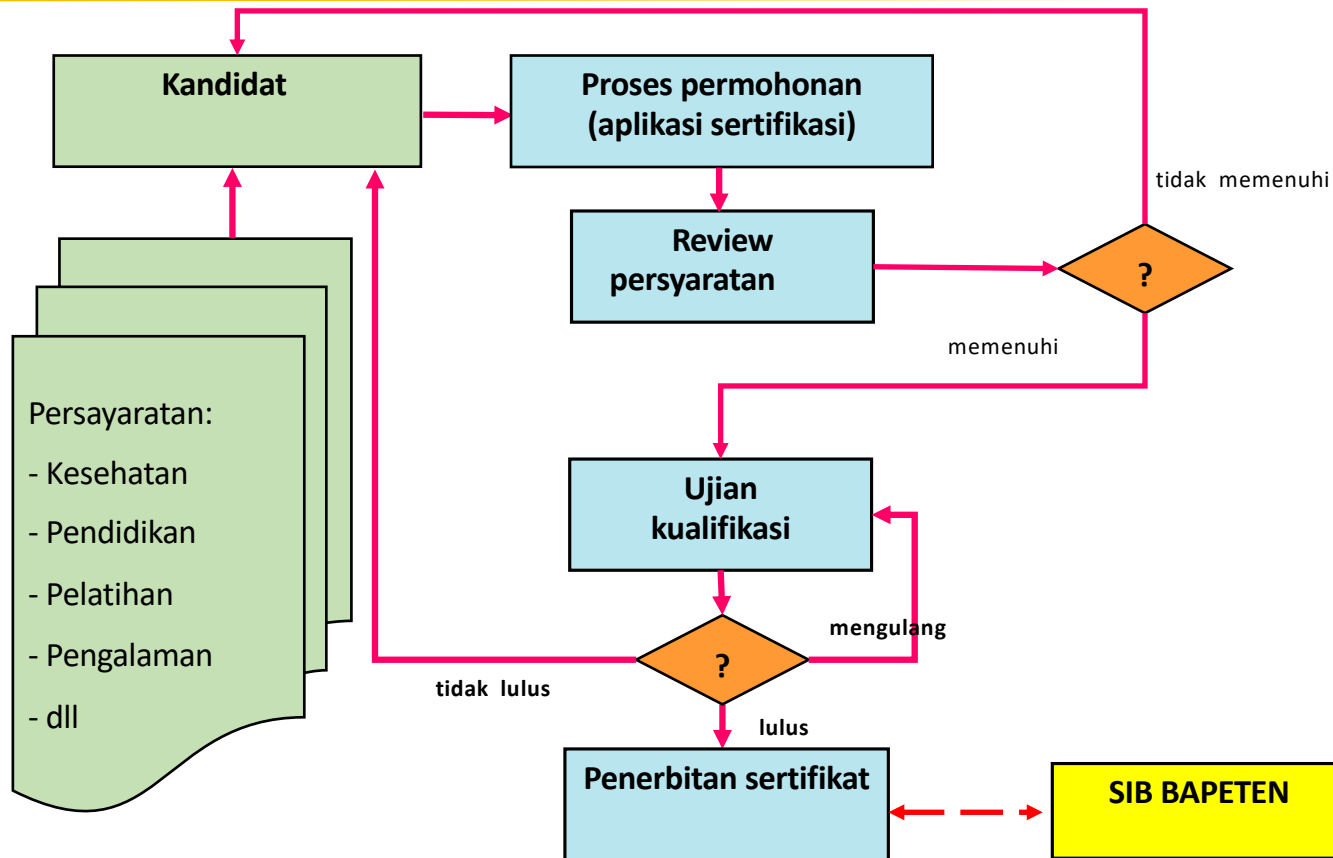 Kandidat
Proses permohonan
(aplikasi sertifikasi)
tidak memenuhi
Review
persyaratan
?
memenuhi
Persayaratan:
- Kesehatan
- Pendidikan
- Pelatihan
- Pengalaman
- dll
Ujian
kualifikasi
mengulang
?
tidak lulus
lulus
Penerbitan sertifikat
SIB BAPETEN